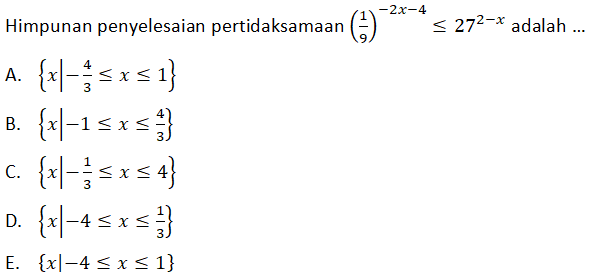 Himpunan penyelesaian pertidaksamaan (1/9)^(−2x−4) ≤ 27^(2−x) adalah ...
A. {x|−4/3 ≤ x ≤ 1}
B. {x|−1 ≤ x ≤ 4/3}
C. {x|−1/3 ≤ x ≤ 4}
D. {x|−4 ≤ x ≤ 1/3}
E. {x|−4 ≤ x ≤ 1}